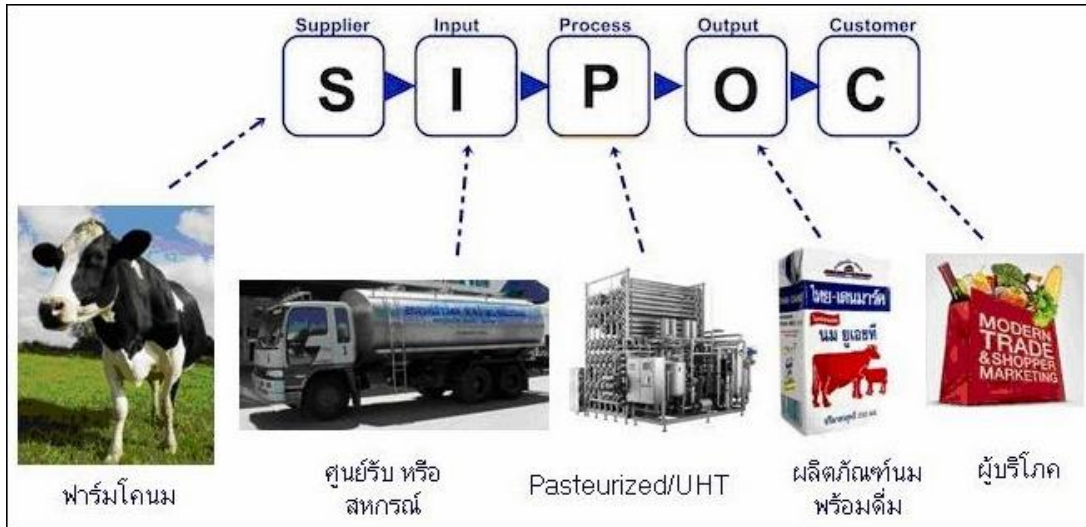 Supplier
Input
Process
Output
Customer
S
I
P
O
C
ไทย-เดนมาร์ค
นม ยูเอชที
MODERN
TRADE
& SHOPPER
MARKETING
ฟาร์มโคนม
ศูนย์รับ หรือ
สหกรณ์
Pasteurized/UHT
ผลิตภัณฑ์นม
พร้อมดื่ม
ผู้บริโภค